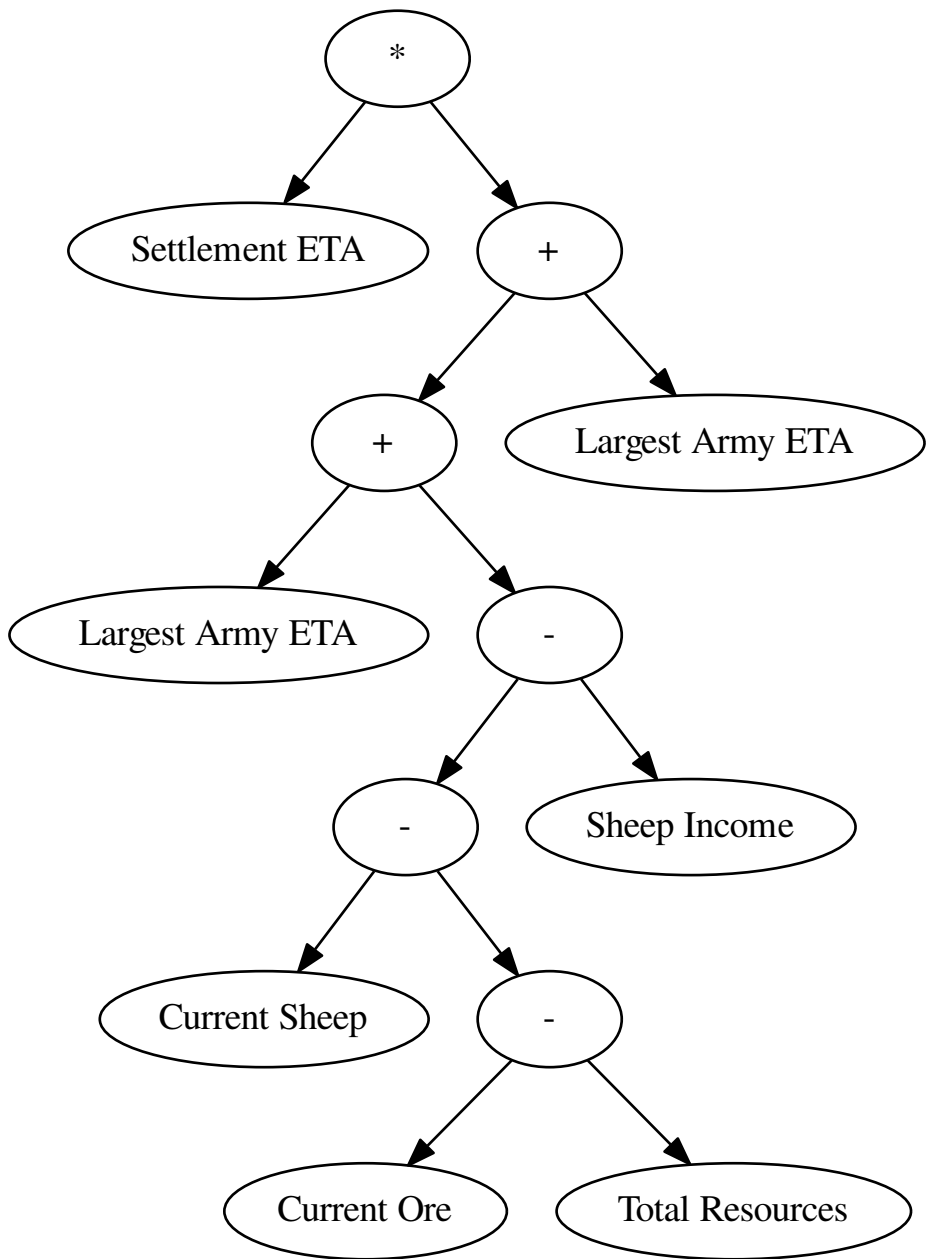 *
Settlement ETA
+
+
Largest Army ETA
Largest Army ETA
-
-
Sheep Income
Current Sheep
-
Current Ore
Total Resources